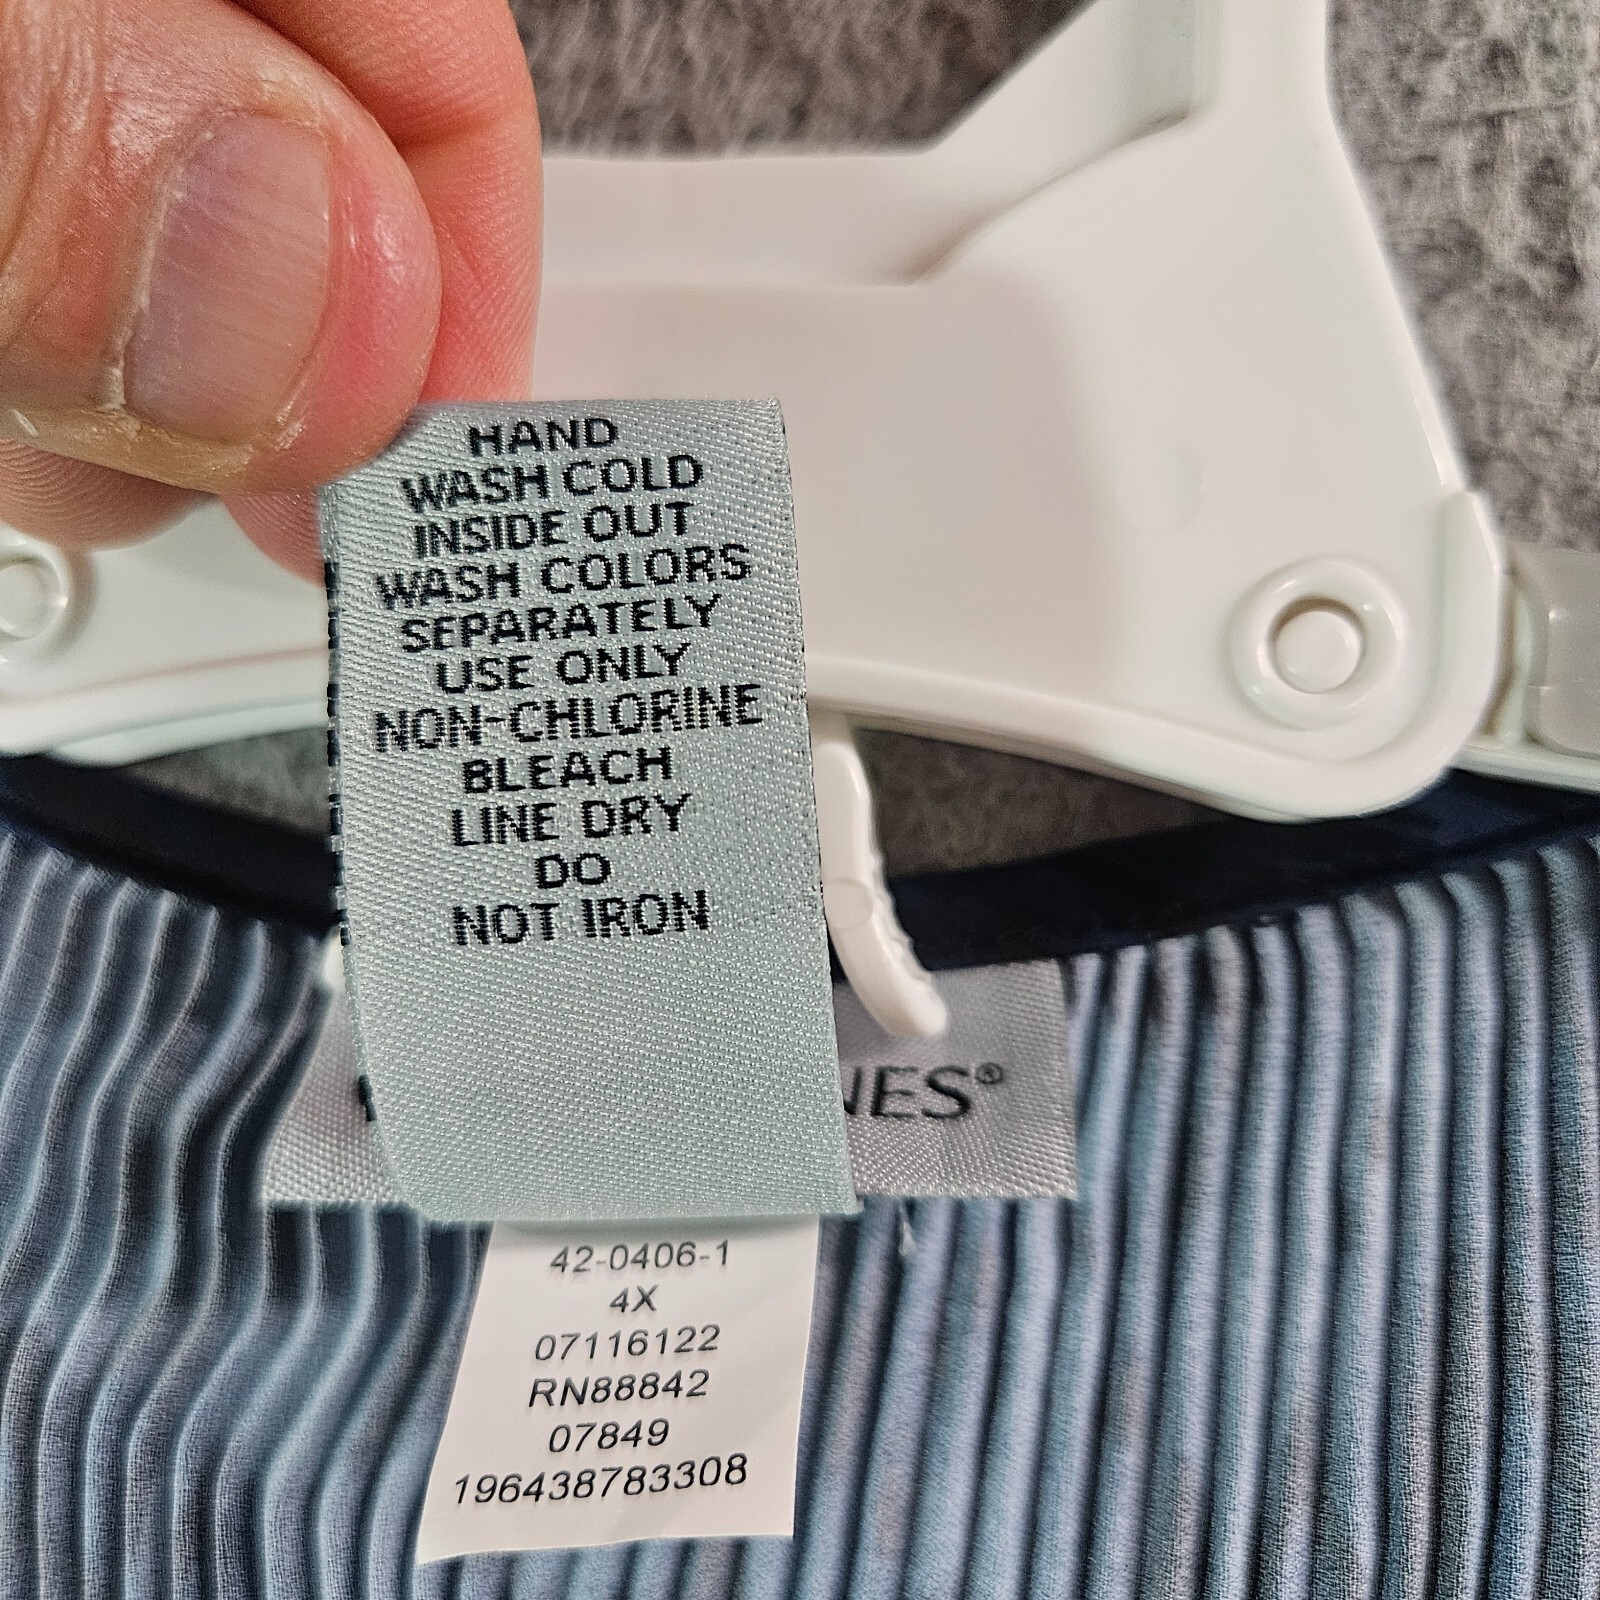 HAND
WASH COLD
INSIDE OUT
WASH COLORS
SEPARATELY
USE ONLY
NON-CHLORINE
BLEACH
LINE DRY
DO
NOT IRON
NES®
42-0406-1
4X
07116122
RN88842
07849
196438783308